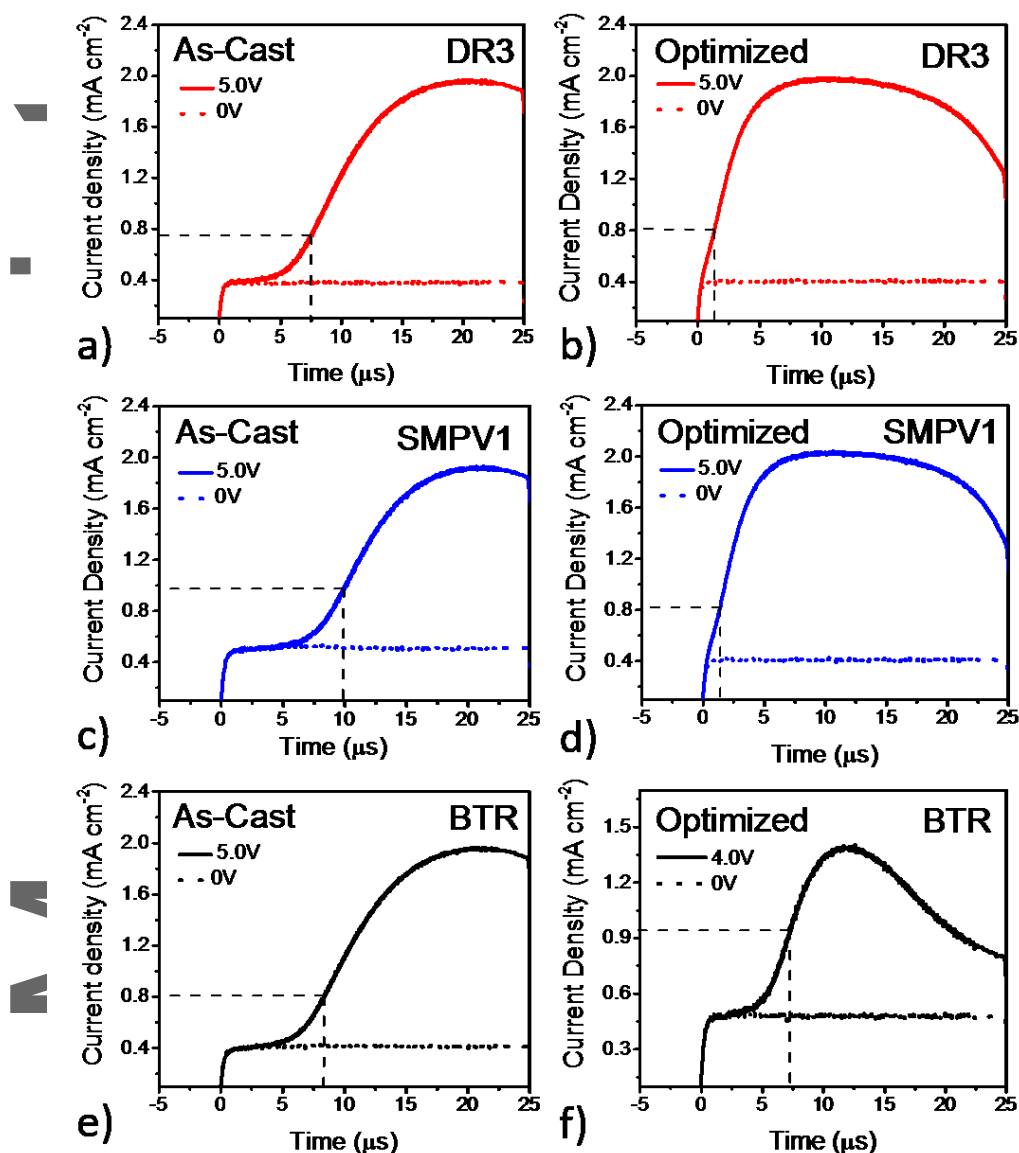 As-Cast DR3
5.0V
0V
Current density (mA cm-2)
2.4
2.0
1.6
1.2
0.8
0.4
-5 0 5 10 15 20 25
Time (μs)
a)
Optimized DR3
5.0V
0V
Current Density (mA cm-2)
2.4
2.0
1.6
1.2
0.8
0.4
-5 0 5 10 15 20 25
Time (μs)
b)
As-Cast SMPV1
5.0V
0V
Current Density (mA cm-2)
2.4
2.0
1.6
1.2
0.8
0.4
-5 0 5 10 15 20 25
Time (μs)
c)
Optimized SMPV1
5.0V
0V
Current Density (mA cm-2)
2.4
2.0
1.6
1.2
0.8
0.4
-5 0 5 10 15 20 25
Time (μs)
d)
As-Cast BTR
5.0V
0V
Current density (mA cm-2)
2.4
2.0
1.6
1.2
0.8
0.4
-5 0 5 10 15 20 25
Time (μs)
e)
Optimized BTR
4.0V
0V
Current Density (mA cm-2)
1.5
1.2
0.9
0.6
0.3
-5 0 5 10 15 20 25
Time (μs)
f)